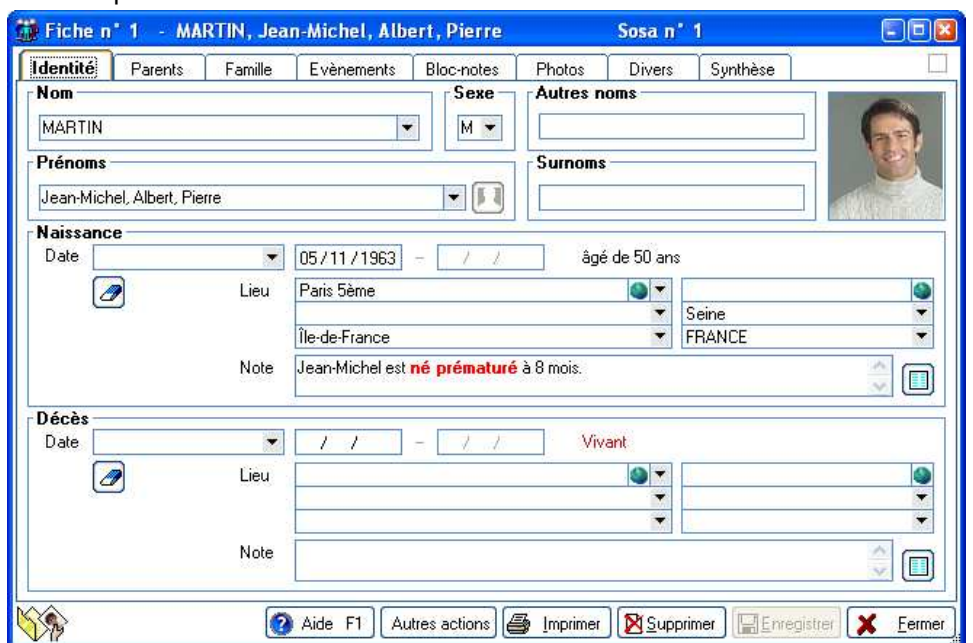 Fiche n° 1 - MARTIN, Jean-Michel, Albert, Pierre Sosa n° 1
Identité Parents Famille Evènements Bloc-notes Photos Divers Synthèse
Nom Sexe Autres noms
MARTIN M
Prénoms Surnoms
Jean-Michel, Albert, Pierre
Naissance
Date 05/11/1963 - / / âgé de 50 ans
Lieu Paris 5ème
Seine
Île-de-France FRANCE
Note Jean-Michel est né prématuré à 8 mois.
Décès
Date / / - / / Vivant
Lieu
Note
Aide F1 Autres actions Imprimer Supprimer Enregistrer Fermer